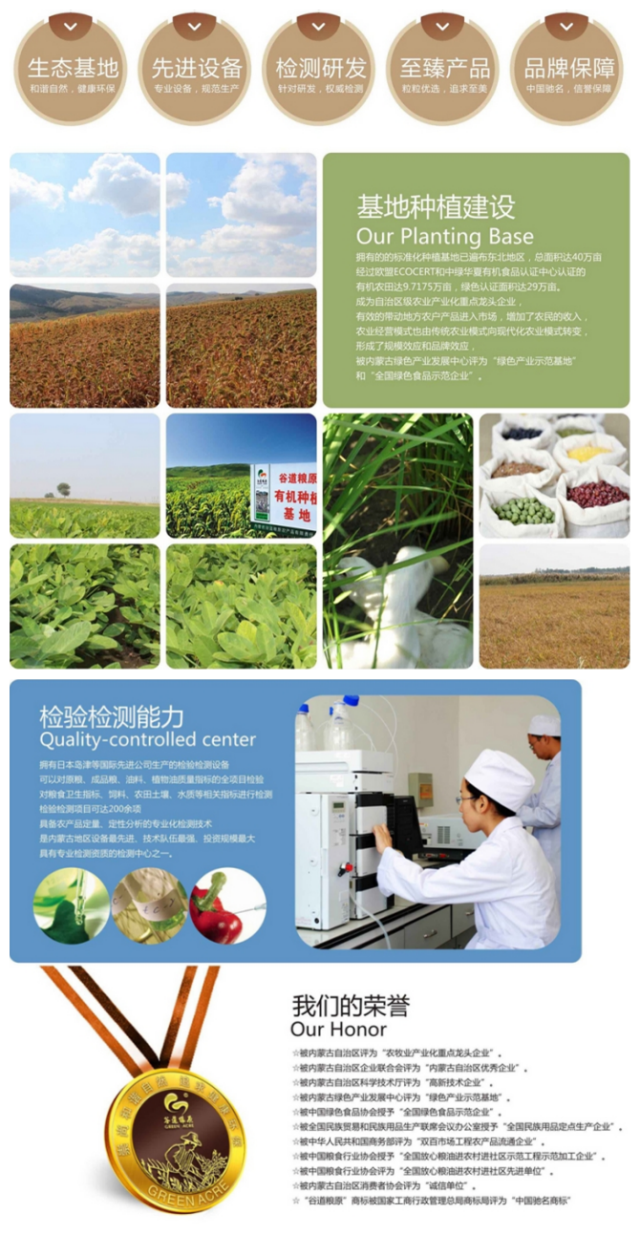 生态基地
和谐自然，健康环保
先进设备
专业设备，规范生产
检测研发
针对研发，权威检测
至臻产品
粒粒优选，追求至美
品牌保障
中国驰名，信誉保障
基地种植建设
Our Planting Base
拥有的的标准化种植基地已遍布东北地区，总面积达40万亩
经过欧盟ECOCERT和中绿华夏有机食品认证中心认证的
有机农田达9.7175万亩，绿色认证面积达29万亩。
成为自治区级农业产业化重点龙头企业，
有效的带动地方农户产品进入市场，增加了农民的收入，
农业经营模式也由传统农业模式向现代化农业模式转变，
形成了规模效应和品牌效应，
被内蒙古绿色产业发展中心评为“绿色产业示范基地”
和“全国绿色食品示范企业”。
谷道粮原
有机种植
基地
检验检测能力
Quality-controlled center
拥有日本岛津等国际先进公司生产的检验检测设备
可以对原粮、成品粮、油料、植物油质量指标的全项目检验
对粮食卫生指标、饲料、农田土壤、水质等相关指标进行检测
检验检测项目可达200余项
具备农产品定量、定性分析的专业化检测技术
是内蒙古地区设备最先进、技术队伍最强、投资规模最大
具有专业检测资质的检测中心之一。
我们的荣誉
Our Honor
☆被内蒙古自治区评为“农牧业产业化重点龙头企业”。
☆被内蒙古自治区企业联合会评为“内蒙古自治区优秀企业”。
☆被内蒙古自治区科学技术厅评为“高新技术企业”。
☆被内蒙古绿色产业发展中心评为“绿色产业示范基地”。
☆被中国绿色食品协会授予“全国绿色食品示范企业”。
☆被全国民族贸易和民族用品生产联席会议办公室授予“全国民族用品定点生产企业”。
☆被中华人民共和国商务部评为“双百市场工程农产品流通企业”。
☆被中国粮食行业协会授予“全国放心粮油进农村进社区示范工程示范加工企业”。
☆被中国粮食行业协会评为“全国放心粮油进农村进社区先进单位”。
☆被内蒙古自治区消费者协会评为“诚信单位”。
☆“谷道粮原”商标被国家工商行政管理总局商标局评为“中国驰名商标”
谷道粮原
GREEN ACRE
GREEN ACRE